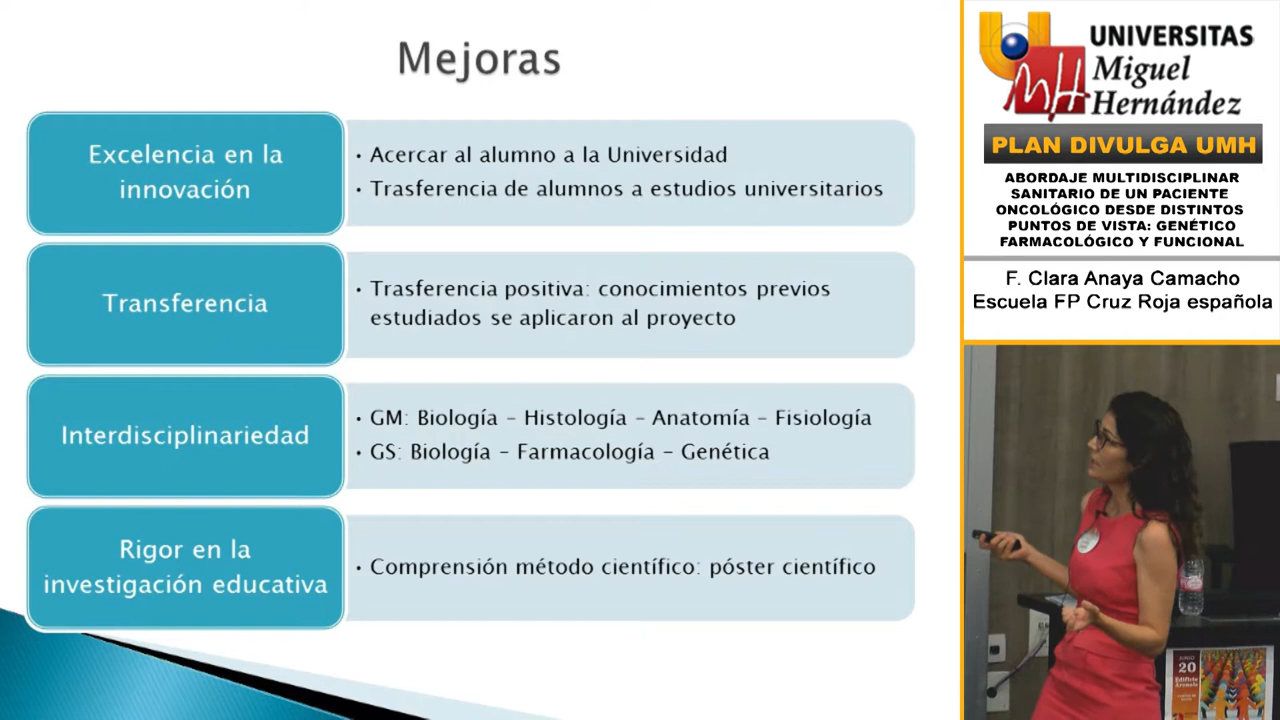 Mejoras
Excelencia en la
innovación
• Acercar al alumno a la Universidad
• Trasferencia de alumnos a estudios universitarios
Transferencia
• Trasferencia positiva: conocimientos previos
estudiados se aplicaron al proyecto
Interdisciplinariedad
• GM: Biología – Histología – Anatomía – Fisiología
• GS: Biología – Farmacología – Genética
Rigor en la
investigación educativa
• Comprensión método científico: póster científico
UMH
UNIVERSITAS
Miguel
Hernández
PLAN DIVULGA UMH
ABORDAJE MULTIDISCIPLINAR
SANITARIO DE UN PACIENTE
ONCOLÓGICO DESDE DISTINTOS
PUNTOS DE VISTA: GENÉTICO
FARMACOLÓGICO Y FUNCIONAL
F. Clara Anaya Camacho
Escuela FP Cruz Roja española
JUNIO
20
Edificio